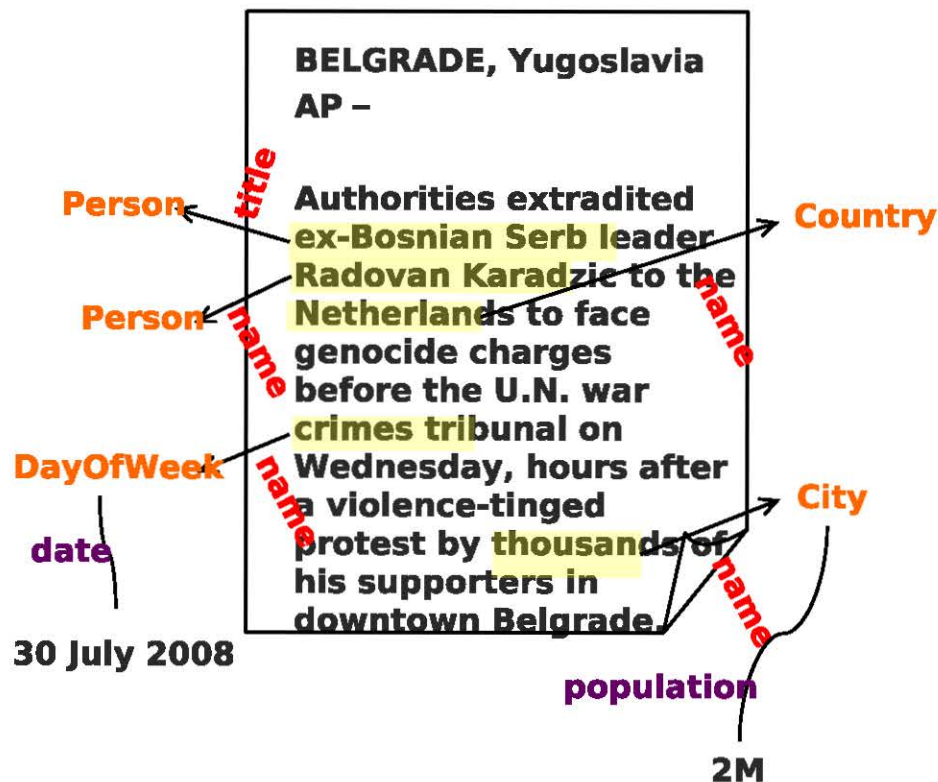 BELGRADE, Yugoslavia
AP –
title
Person
Authorities extradited
Country
ex-Bosnian Serb leader
Radovan Karadzic to the
Person
name
Netherlands to face
name
genocide charges
before the U.N. war
crimes tribunal on
DayOfWeek
name
Wednesday, hours after
a violence-tinged
City
date
protest by thousands of
his supporters in
name
downtown Belgrade.
30 July 2008
population
2M